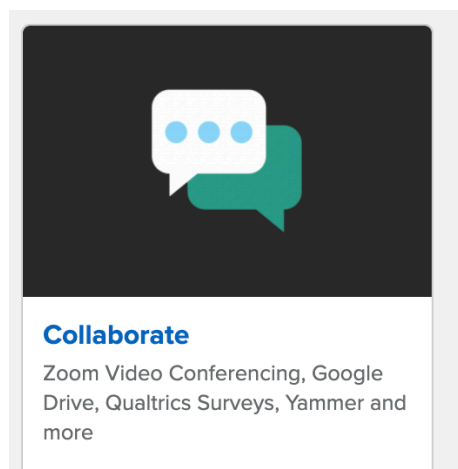 Collaborate
Zoom Video Conferencing, Google
Drive, Qualtrics Surveys, Yammer and
more